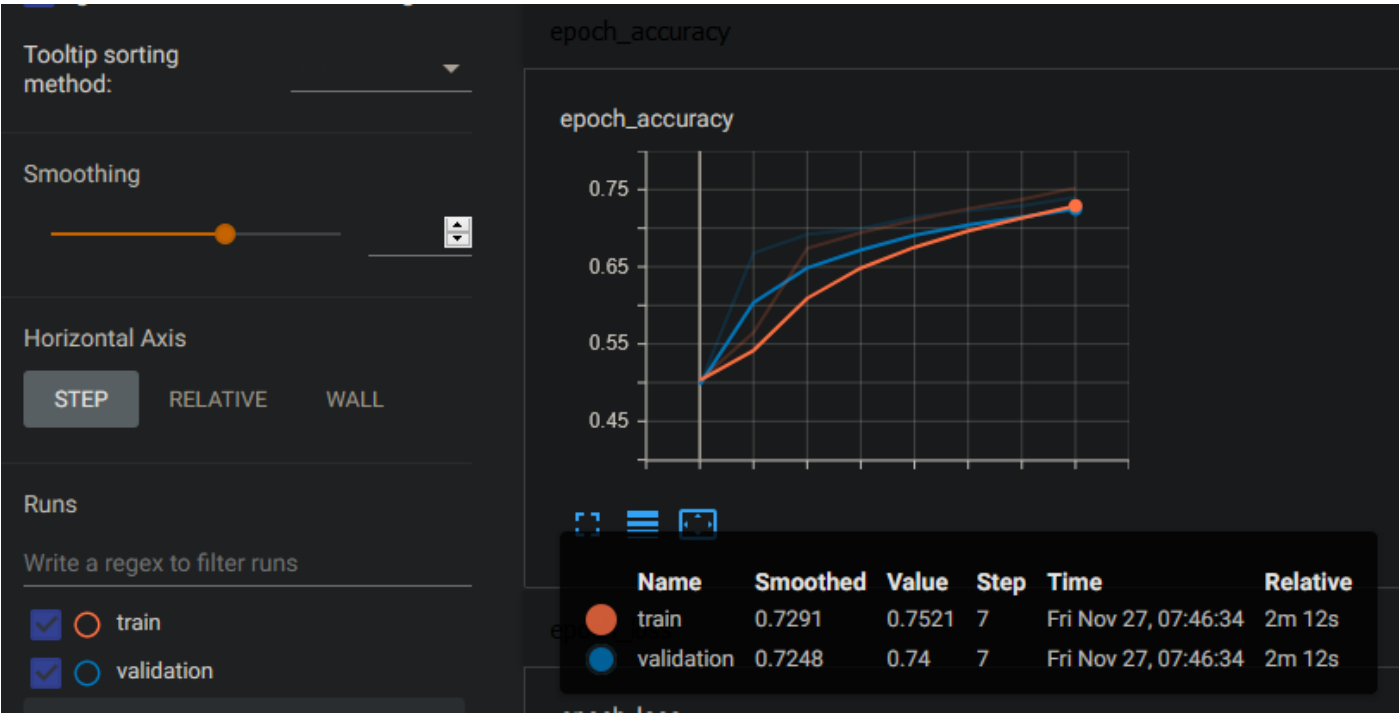 Tooltip sorting
method:
Smoothing
Horizontal Axis
STEP RELATIVE WALL
Runs
Write a regex to filter runs
train
validation
epoch_accuracy
epoch_accuracy
0.75
0.65
0.55
0.45
Name Smoothed Value Step Time Relative
train 0.7291 0.7521 7 Fri Nov 27, 07:46:34 2m 12s
validation 0.7248 0.74 7 Fri Nov 27, 07:46:34 2m 12s
epoch_loss
epoch_loss